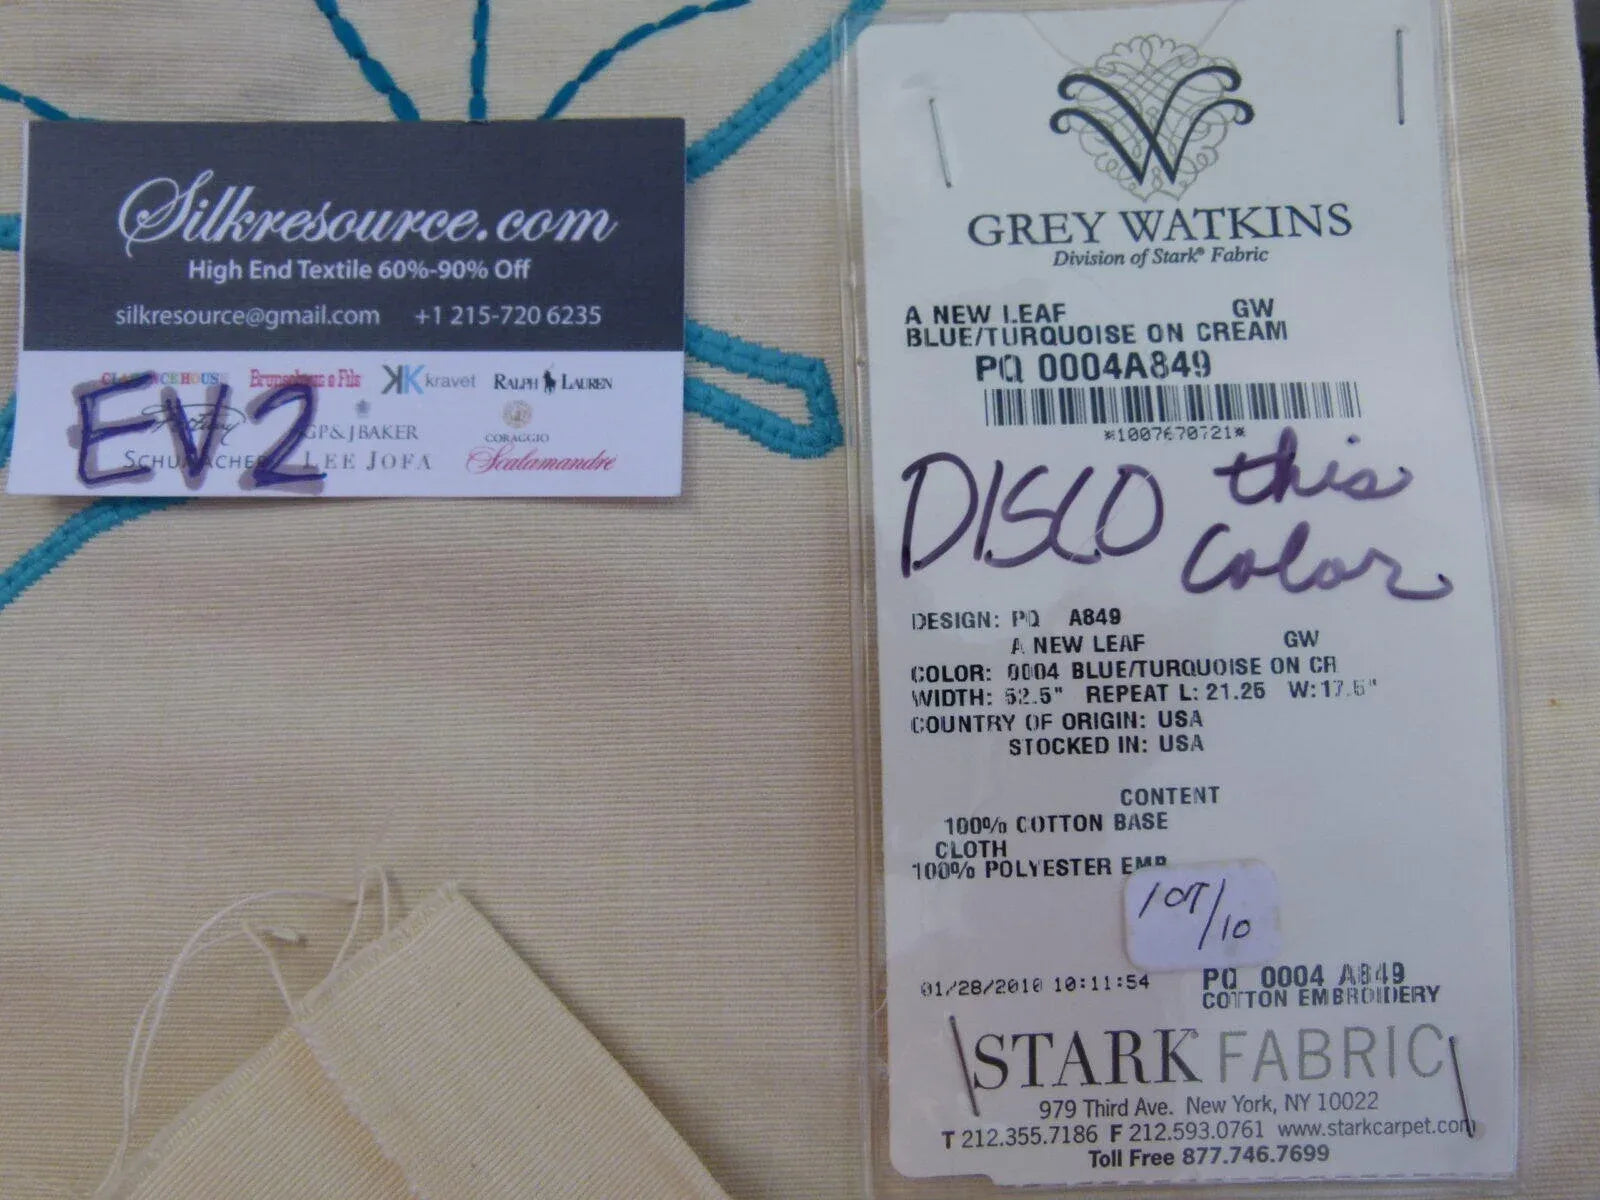 Silkresource.com
High End Textile 60%-90% Off
silkresource@gmail.com +1 215-720 6235
kravet RALPH LAUREN
EV2
GP&J BAKER
CORAGGIO
SCHUMACHER LEE JOFA Scalamandre
GREY WATKINS
Division of Stark® Fabric
A NEW LEAF GW
BLUE/TURQUOISE ON CREAM
PQ 0004A849
*1007670721*
DISCO this
Color
DESIGN: PQ A849
A NEW LEAF GW
COLOR: 0004 BLUE/TURQUOISE ON CR
WIDTH: 52.5" REPEAT L: 21.25 W:17.5"
COUNTRY OF ORIGIN: USA
STOCKED IN: USA
CONTENT
100% COTTON BASE
CLOTH
100% POLYESTER EMB
01/28/2010 10:11:54 PQ 0004 A849
COTTON EMBROIDERY
STARK FABRIC
979 Third Ave. New York, NY 10022
T 212.355.7186 F 212.593.0761 www.starkcarpet.com
Toll Free 877.746.7699